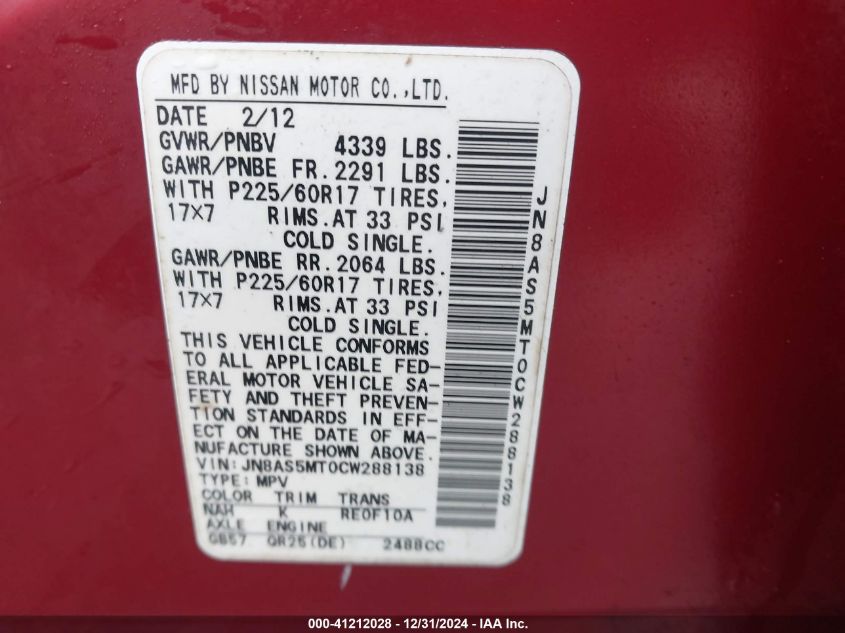 MFD BY NISSAN MOTOR CO.,LTD.
DATE 2/12
GVWR/PNBV 4339 LBS.
GAWR/PNBE FR. 2291 LBS.
WITH P225/60R17 TIRES,
17X7 RIMS.AT 33 PSI
COLD SINGLE.
GAWR/PNBE RR. 2064 LBS.
WITH P225/60R17 TIRES,
17X7 RIMS.AT 33 PSI
COLD SINGLE.
THIS VEHICLE CONFORMS
TO ALL APPLICABLE FED-
ERAL MOTOR VEHICLE SA-
FETY AND THEFT PREVEN-
TION STANDARDS IN EFF-
ECT ON THE DATE OF MA-
NUFACTURE SHOWN ABOVE.
VIN: JN8AS5MT0CW288138
TYPE: MPV
COLOR TRIM TRANS
NAH K RE0F10A
AXLE ENGINE
GB57 QR25(DE) 2488CC
JN8AS5MT0CW288138
000-41212028 - 12/31/2024 - IAA Inc.